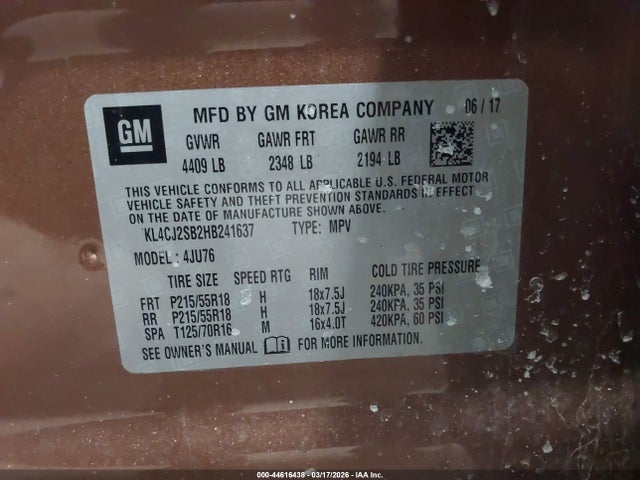 GM
MFD BY GM KOREA COMPANY 06 / 17
GVWR GAWR FRT GAWR RR
4409 LB 2348 LB 2194 LB
THIS VEHICLE CONFORMS TO ALL APPLICABLE U.S. FEDERAL MOTOR
VEHICLE SAFETY AND THEFT PREVENTION STANDARDS IN EFFECT
ON THE DATE OF MANUFACTURE SHOWN ABOVE.
KL4CJ2SB2HB241637 TYPE: MPV
MODEL : 4JU76
TIRE SIZE SPEED RTG RIM COLD TIRE PRESSURE
FRT P215/55R18 H 18x7.5J 240KPA, 35 PSI
RR P215/55R18 H 18x7.5J 240KPA, 35 PSI
SPA T125/70R16 M 16x4.0T 420KPA, 60 PSI
SEE OWNER'S MANUAL FOR MORE INFORMATION.
000-44616438 - 03/17/2026 - IAA Inc.